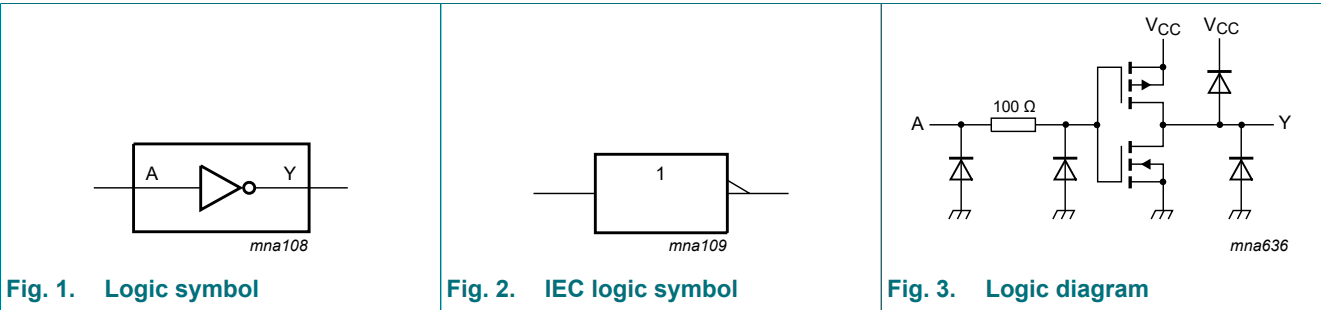 A Y
mna108
Fig. 1. Logic symbol
1
mna109
Fig. 2. IEC logic symbol
VCC VCC
100 Ω
A Y
mna636
Fig. 3. Logic diagram